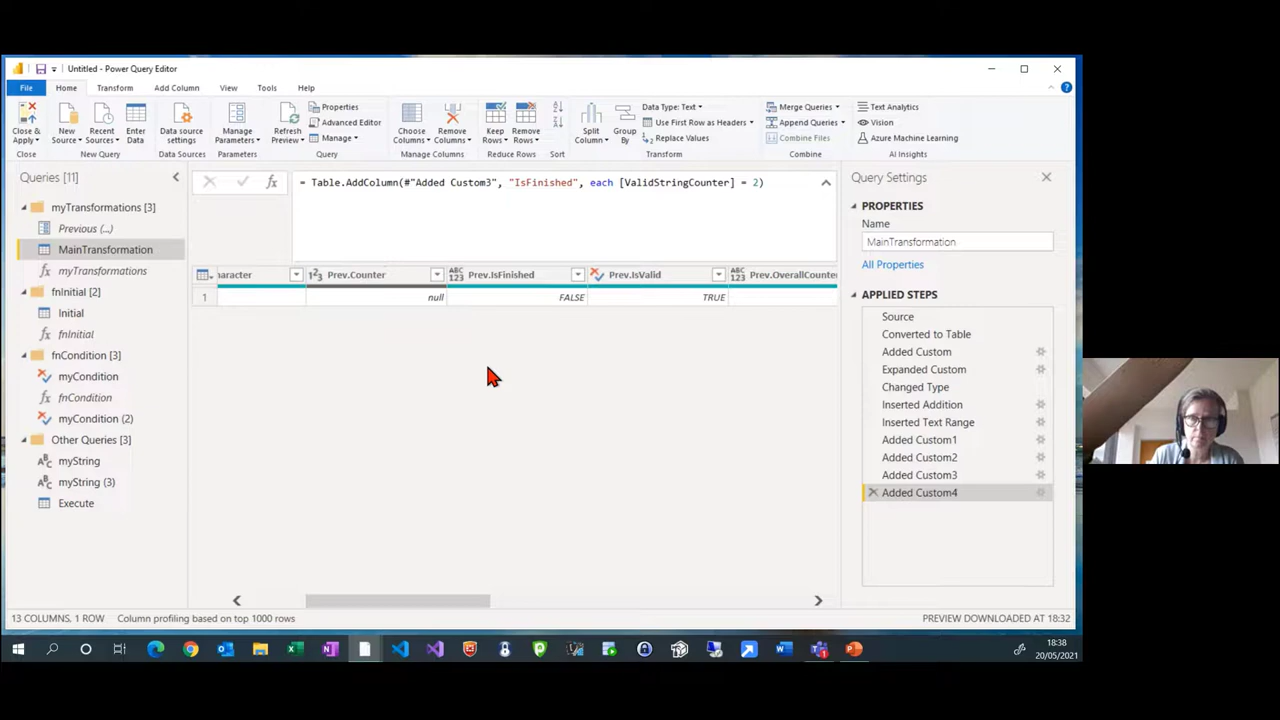 Untitled - Power Query Editor
File Home Transform Add Column View Tools Help
Close & Apply
New Source
Recent Sources
Enter Data
Data source settings
Manage Parameters
Refresh Preview
Properties
Advanced Editor
Manage
Choose Columns
Remove Columns
Keep Rows
Remove Rows
Split Column
Group By
Data Type: Text
Use First Row as Headers
Replace Values
Merge Queries
Append Queries
Combine Files
Text Analytics
Vision
Azure Machine Learning
Close New Query Data Sources Parameters Query Manage Columns Reduce Rows Sort Transform Combine AI Insights
Queries [11]
myTransformations [3]
Previous (...)
MainTransformation
myTransformations
fnInitial [2]
Initial
fnInitial
fnCondition [3]
myCondition
fnCondition
myCondition (2)
Other Queries [3]
myString
myString (3)
Execute
= Table.AddColumn(#"Added Custom3", "IsFinished", each [ValidStringCounter] = 2)
haracter Prev.Counter Prev.IsFinished Prev.IsValid Prev.OverallCounte
1 null FALSE TRUE
Query Settings
PROPERTIES
Name
MainTransformation
All Properties
APPLIED STEPS
Source
Converted to Table
Added Custom
Expanded Custom
Changed Type
Inserted Addition
Inserted Text Range
Added Custom1
Added Custom2
Added Custom3
Added Custom4
13 COLUMNS, 1 ROW Column profiling based on top 1000 rows PREVIEW DOWNLOADED AT 18:32
18:38
20/05/2021